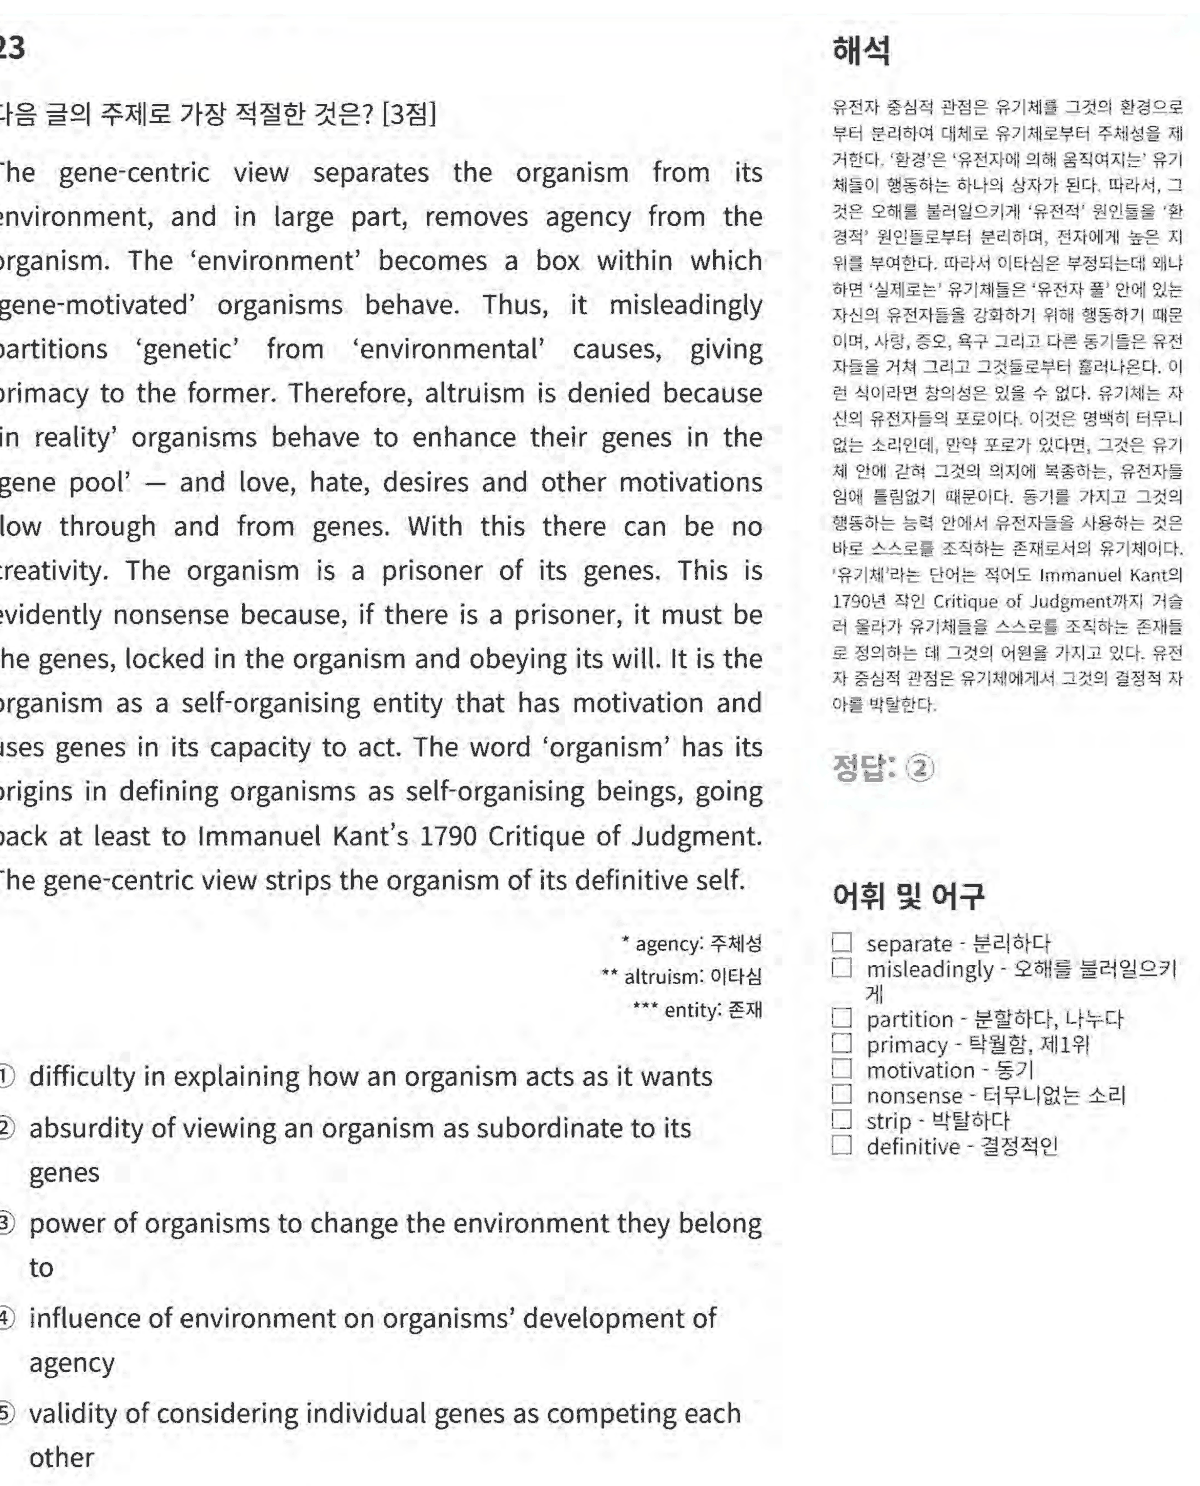 23
다음 글의 주제로 가장 적절한 것은? [3점]
The gene-centric view separates the organism from its
environment, and in large part, removes agency from the
organism. The ‘environment’ becomes a box within which
‘gene-motivated’ organisms behave. Thus, it misleadingly
partitions ‘genetic’ from ‘environmental’ causes, giving
primacy to the former. Therefore, altruism is denied because
‘in reality’ organisms behave to enhance their genes in the
‘gene pool’ — and love, hate, desires and other motivations
flow through and from genes. With this there can be no
creativity. The organism is a prisoner of its genes. This is
evidently nonsense because, if there is a prisoner, it must be
the genes, locked in the organism and obeying its will. It is the
organism as a self-organising entity that has motivation and
uses genes in its capacity to act. The word ‘organism’ has its
origins in defining organisms as self-organising beings, going
back at least to Immanuel Kant’s 1790 Critique of Judgment.
The gene-centric view strips the organism of its definitive self.
* agency: 주체성
** altruism: 이타심
*** entity: 존재
① difficulty in explaining how an organism acts as it wants
② absurdity of viewing an organism as subordinate to its
genes
③ power of organisms to change the environment they belong
to
④ influence of environment on organisms’ development of
agency
⑤ validity of considering individual genes as competing each
other
해석
유전자 중심적 관점은 유기체를 그것의 환경으로
부터 분리하여 대체로 유기체로부터 주체성을 제
거한다. ‘환경’은 ‘유전자에 의해 움직여지는’ 유기
체들이 행동하는 하나의 상자가 된다. 따라서, 그
것은 오해를 불러일으키게 ‘유전적’ 원인들을 ‘환
경적’ 원인들로부터 분리하며, 전자에게 높은 지
위를 부여한다. 따라서 이타심은 부정되는데 왜냐
하면 ‘실제로는’ 유기체들은 ‘유전자 풀’ 안에 있는
자신의 유전자들을 강화하기 위해 행동하기 때문
이며, 사랑, 증오, 욕구 그리고 다른 동기들은 유전
자들을 거쳐 그리고 그것들로부터 흘러나온다. 이
런 식이라면 창의성은 있을 수 없다. 유기체는 자
신의 유전자들의 포로이다. 이것은 명백히 터무니
없는 소리인데, 만약 포로가 있다면, 그것은 유기
체 안에 갇혀 그것의 의지에 복종하는, 유전자들
임에 틀림없기 때문이다. 동기를 가지고 그것의
행동하는 능력 안에서 유전자들을 사용하는 것은
바로 스스로를 조직하는 존재로서의 유기체이다.
‘유기체’라는 단어는 적어도 Immanuel Kant의
1790년 작인 Critique of Judgment까지 거슬
러 올라가 유기체들을 스스로를 조직하는 존재들
로 정의하는 데 그것의 어원을 가지고 있다. 유전
자 중심적 관점은 유기체에게서 그것의 결정적 자
아를 박탈한다.
정답: ②
어휘 및 어구
□ separate - 분리하다
□ misleadingly - 오해를 불러일으키
게
□ partition - 분할하다, 나누다
□ primacy - 탁월함, 제1위
□ motivation - 동기
□ nonsense - 터무니없는 소리
□ strip - 박탈하다
□ definitive - 결정적인